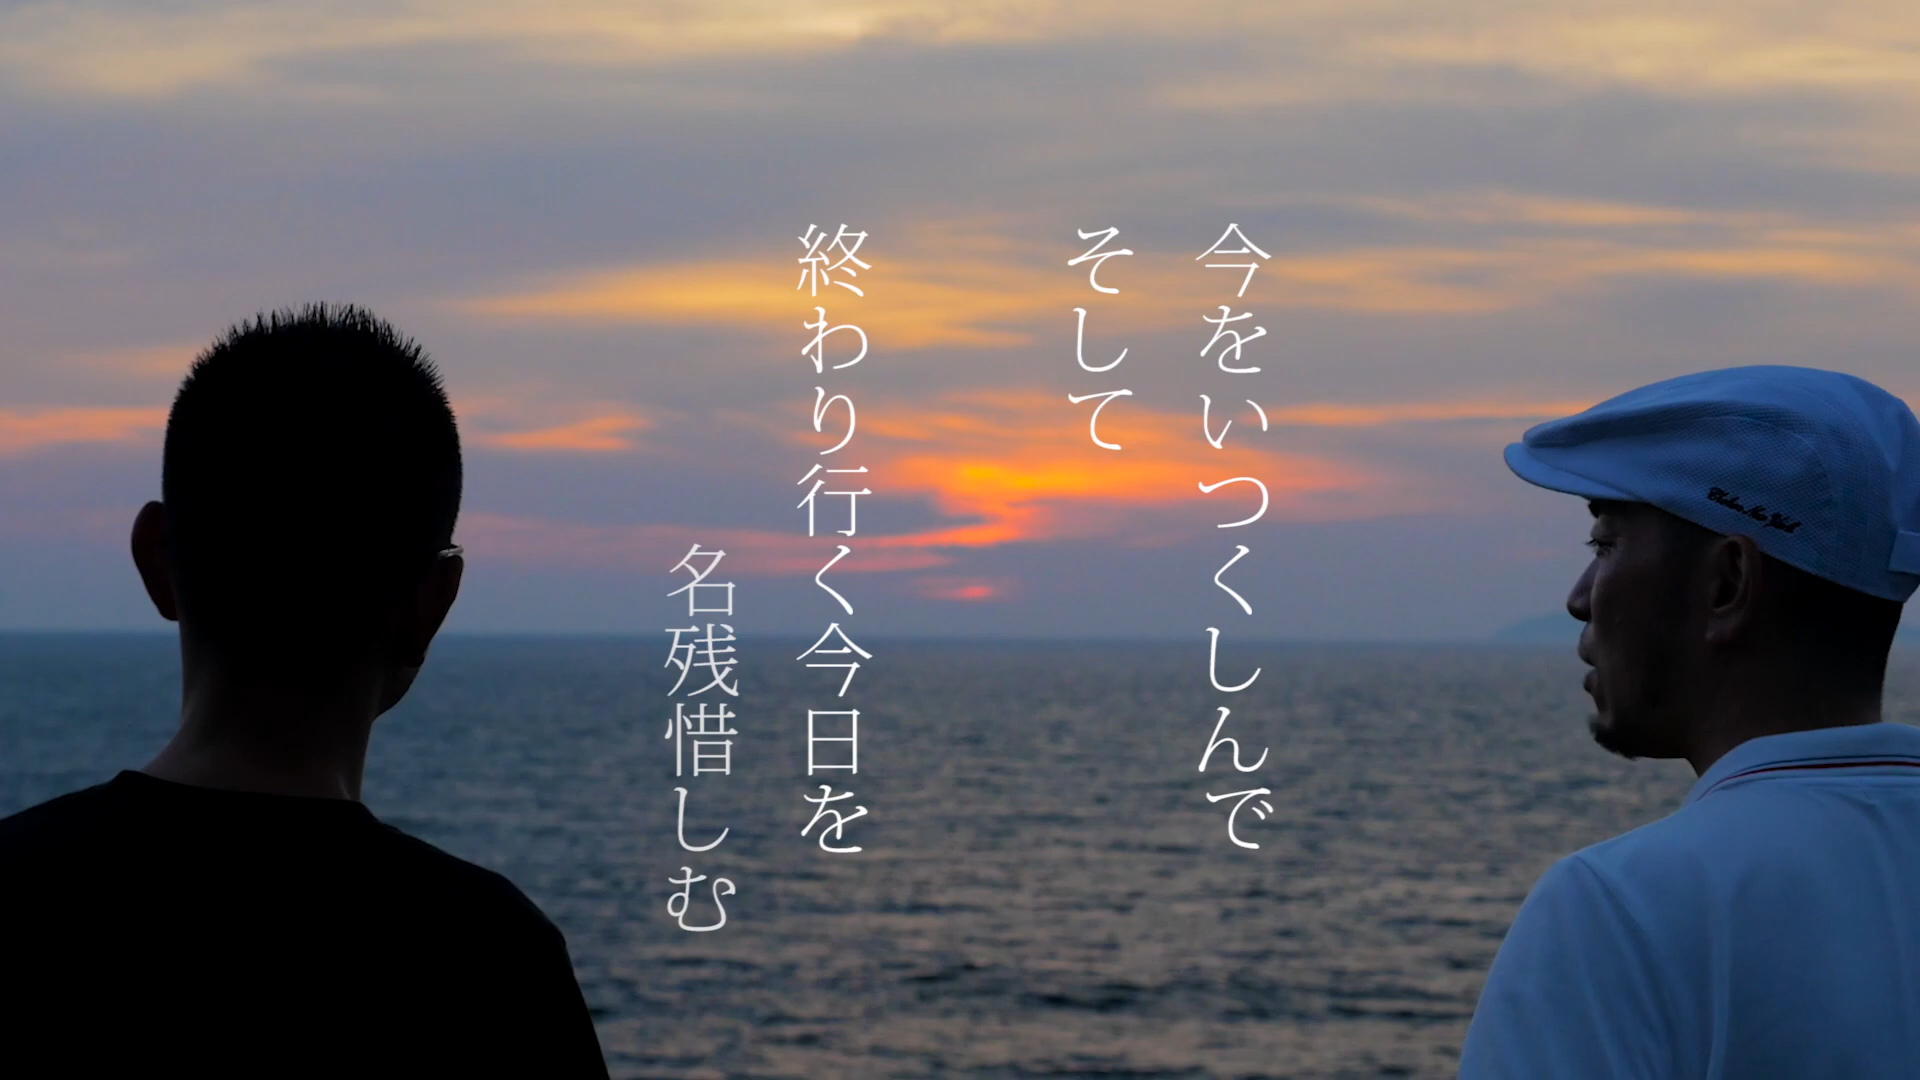 今をいつくしんで
そして
終わり行く今日を
名残惜しむ